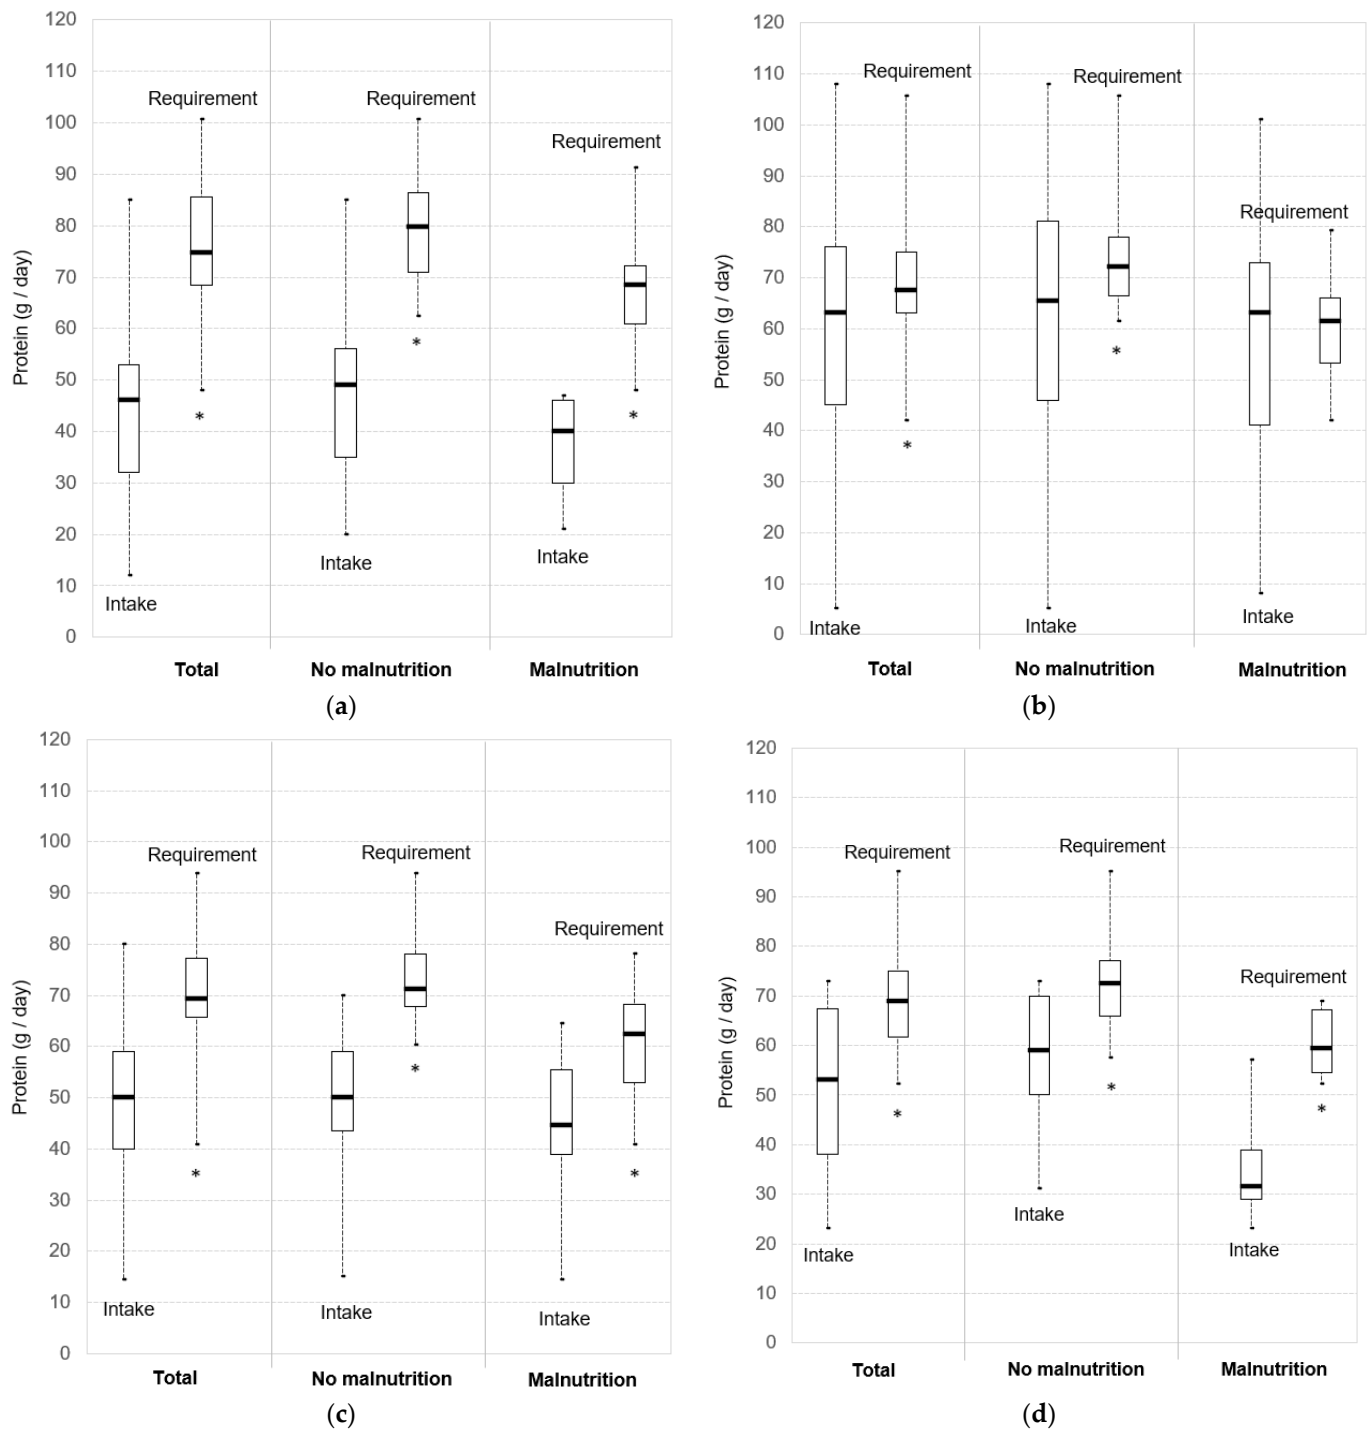 120
110
100
90
80
70
60
50
40
30
20
10
0
Protein (g / day)
Requirement
Requirement
Requirement
*
*
*
Intake
Intake
Intake
Total
No malnutrition
Malnutrition
(a)
120
110
100
90
80
70
60
50
40
30
20
10
0
Protein (g / day)
Requirement
Requirement
Requirement
*
*
Intake
Intake
Intake
Total
No malnutrition
Malnutrition
(b)
120
110
100
90
80
70
60
50
40
30
20
10
0
Protein (g / day)
Requirement
Requirement
Requirement
*
*
*
Intake
Intake
Intake
Total
No malnutrition
Malnutrition
(c)
120
110
100
90
80
70
60
50
40
30
20
10
0
Protein (g / day)
Requirement
Requirement
Requirement
*
*
*
Intake
Intake
Intake
Total
No malnutrition
Malnutrition
(d)